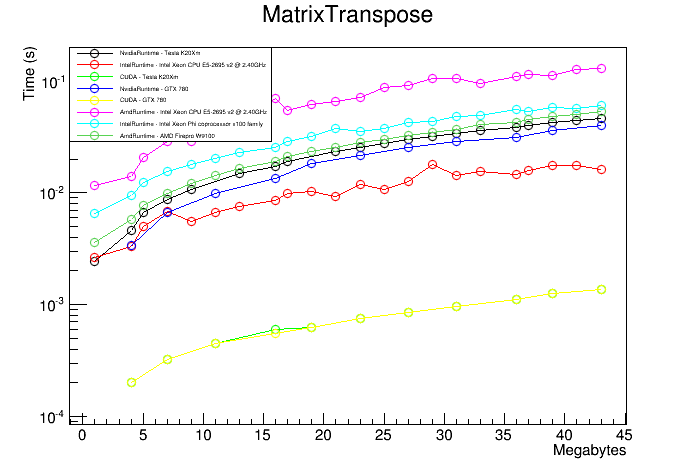 MatrixTranspose
Time (s)
NvidiaRuntime - Tesla K20Xm
IntelRuntime - Intel Xeon CPU E5-2695 v2 @ 2.40GHz
CUDA - Tesla K20Xm
NvidiaRuntime - GTX 780
CUDA - GTX 780
AmdRuntime - Intel Xeon CPU E5-2695 v2 @ 2.40GHz
IntelRuntime - Intel Xeon Phi coprocessor x100 family
AmdRuntime - AMD Firepro W9100
10⁻¹
10⁻²
10⁻³
10⁻⁴
0 5 10 15 20 25 30 35 40 45
Megabytes